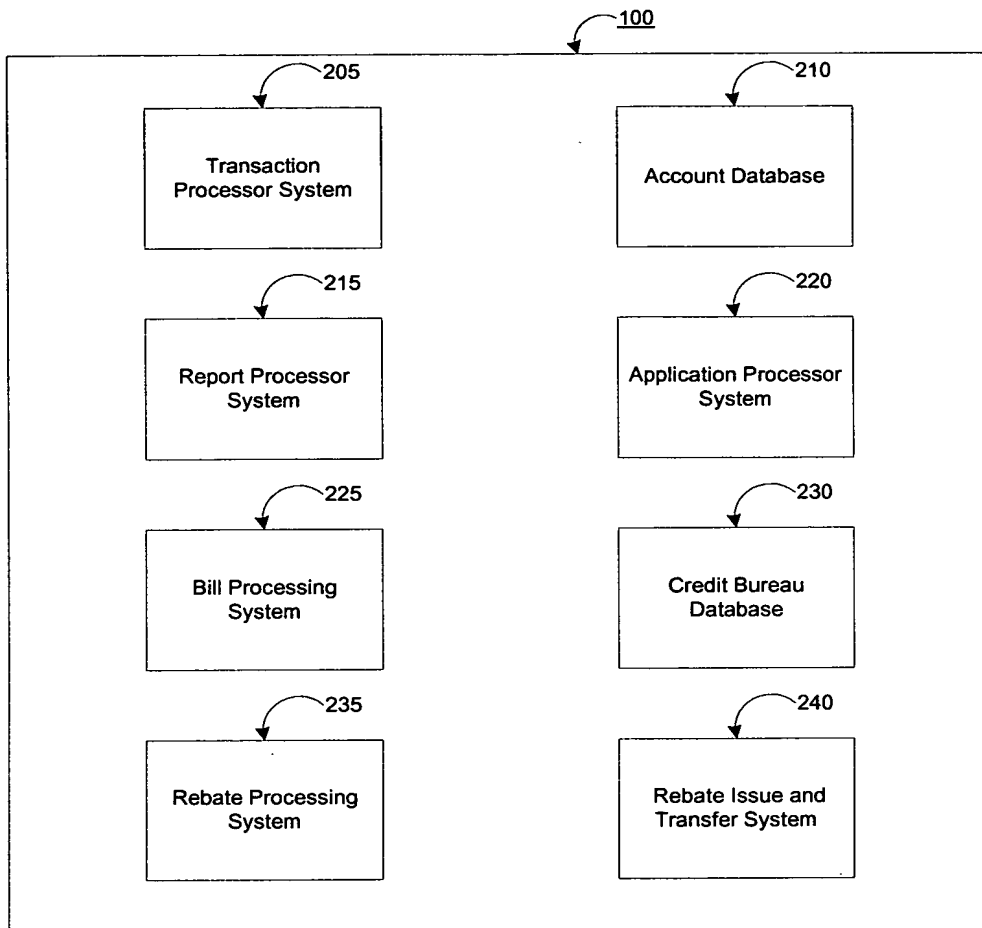 100
205
210
Transaction
Processor System
Account Database
215
220
Report Processor
System
Application Processor
System
225
230
Bill Processing
System
Credit Bureau
Database
235
240
Rebate Processing
System
Rebate Issue and
Transfer System